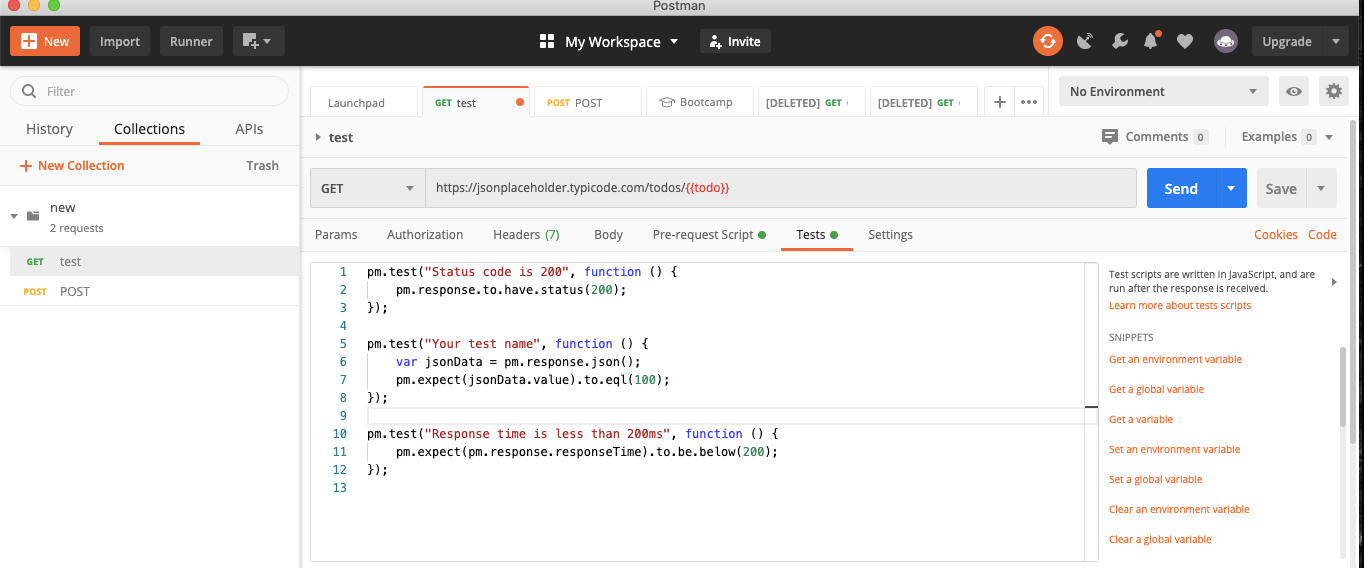 Postman
New
Import
Runner
My Workspace
Invite
Upgrade
Filter
History
Collections
APIs
New Collection
Trash
new
2 requests
GET test
POST POST
Launchpad
GET test
POST POST
Bootcamp
[DELETED] GET
[DELETED] GET
No Environment
test
Comments 0
Examples 0
GET
https://jsonplaceholder.typicode.com/todos/{{todo}}
Send
Save
Params
Authorization
Headers (7)
Body
Pre-request Script
Tests
Settings
Cookies
Code
1 pm.test("Status code is 200", function () {
2 pm.response.to.have.status(200);
3 });
4
5 pm.test("Your test name", function () {
6 var jsonData = pm.response.json();
7 pm.expect(jsonData.value).to.eql(100);
8 });
9
10 pm.test("Response time is less than 200ms", function () {
11 pm.expect(pm.response.responseTime).to.be.below(200);
12 });
13
Test scripts are written in JavaScript, and are
run after the response is received.
Learn more about tests scripts
SNIPPETS
Get an environment variable
Get a global variable
Get a variable
Set an environment variable
Set a global variable
Clear an environment variable
Clear a global variable